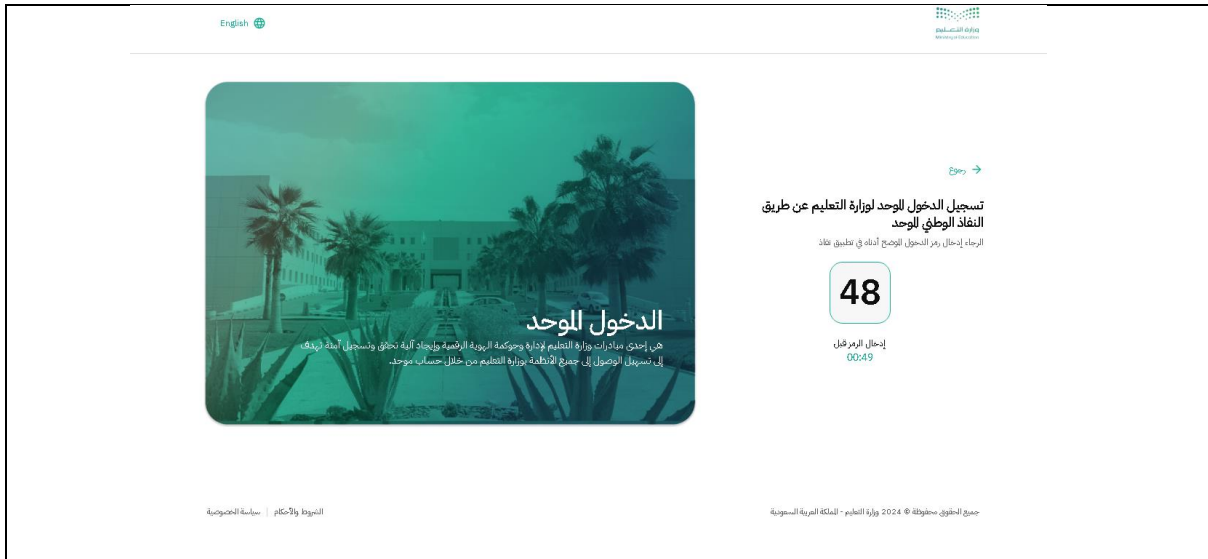 وزارة التعليم
Ministry of Education
English
رجوع
تسجيل الدخول الموحد لوزارة التعليم عن طريق
النفاذ الوطني الموحد
الرجاء إدخال رمز الدخول الموضح أدناه في تطبيق نفاذ
48
إدخال الرمز قبل
00:49
الدخول الموحد
هي إحدى مبادرات وزارة التعليم لإدارة وحوكمة الهوية الرقمية وإيجاد آلية تحقق وتسجيل آمنة تهدف
إلى تسهيل الوصول إلى جميع الأنظمة بوزارة التعليم من خلال حساب موحد.
جميع الحقوق محفوظة © 2024 وزارة التعليم - المملكة العربية السعودية
الشروط والأحكام | سياسة الخصوصية